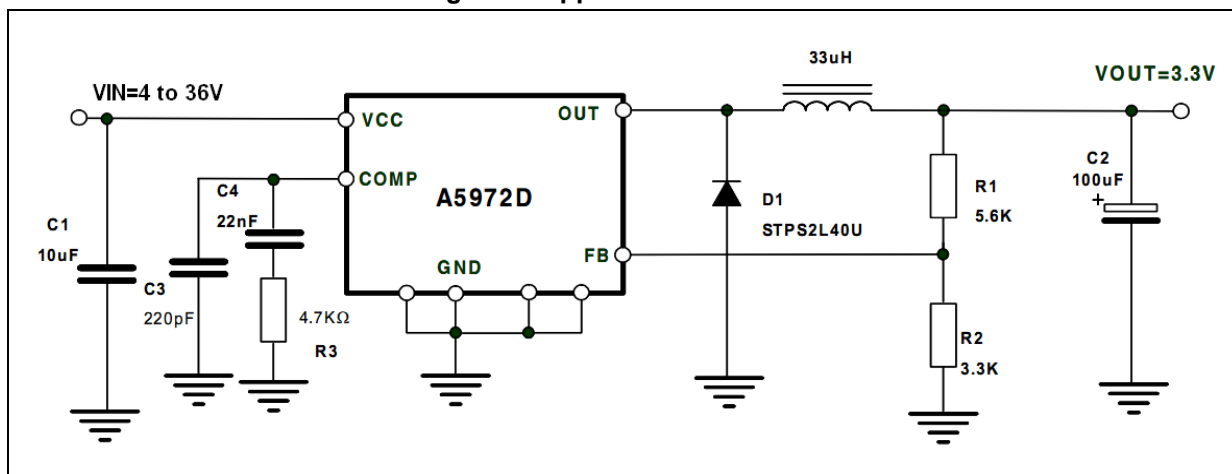 33uH
VOUT=3.3V
VIN=4 to 36V
VCC
OUT
COMP
A5972D
C4
22nF
C1
10uF
C3
220pF
4.7KΩ
R3
GND
FB
D1
STPS2L40U
R1
5.6K
C2
100uF
+
R2
3.3K